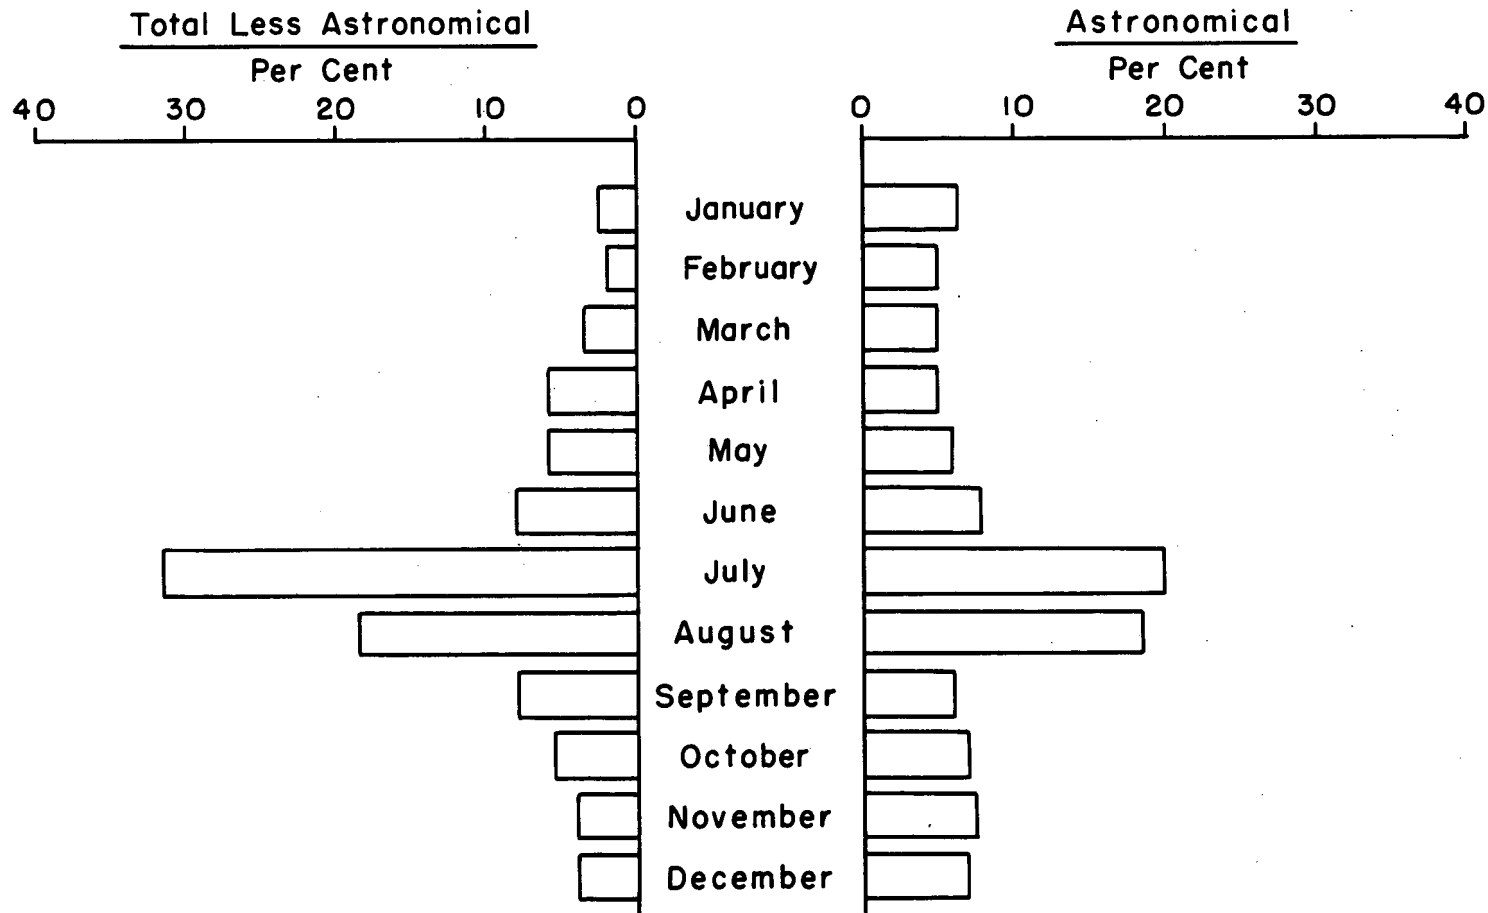 Total Less Astronomical
Per Cent
40 30 20 10 0
Astronomical
Per Cent
0 10 20 30 40
January
February
March
April
May
June
July
August
September
October
November
December